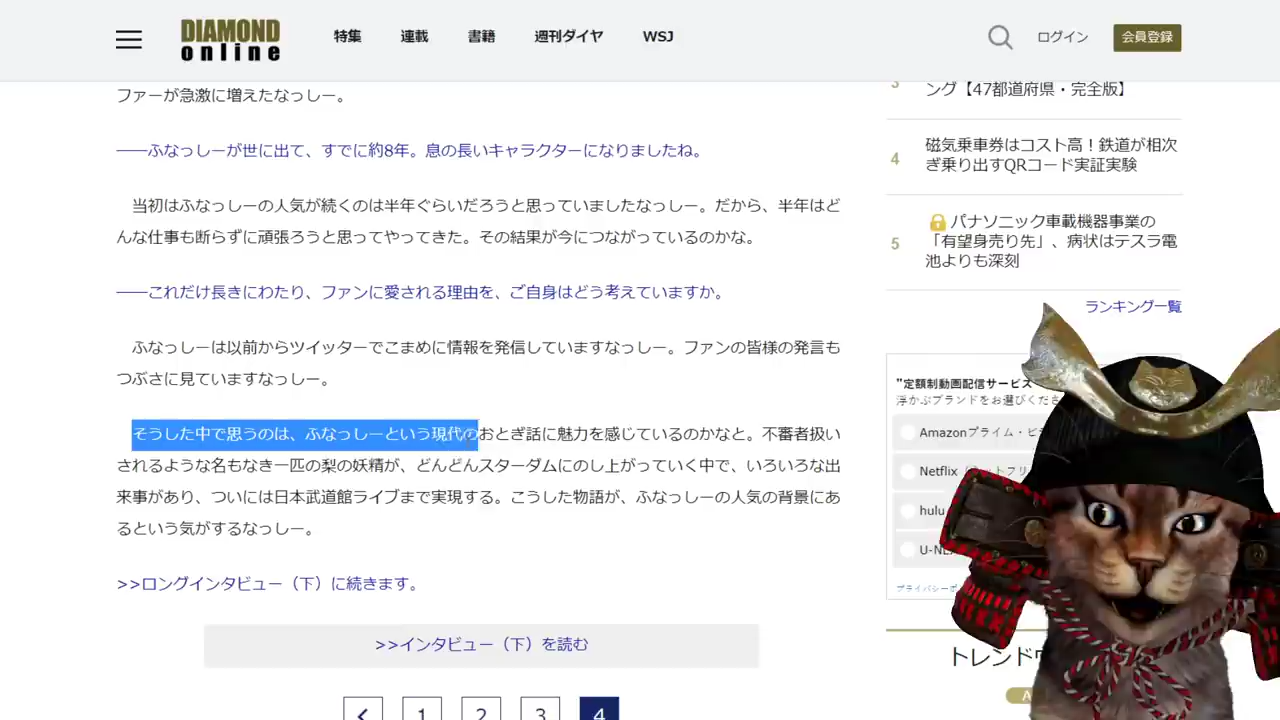 DIAMOND
online
特集
連載
書籍
週刊ダイヤ
WSJ
ログイン
会員登録
ファーが急激に増えたなっしー。
――ふなっしーが世に出て、すでに約8年。息の長いキャラクターになりましたね。
当初はふなっしーの人気が続くのは半年ぐらいだろうと思っていましたなっしー。だから、半年はど
んな仕事も断らずに頑張ろうと思ってやってきた。その結果が今につながっているのかな。
――これだけ長きにわたり、ファンに愛される理由を、ご自身はどう考えていますか。
ふなっしーは以前からツイッターでこまめに情報を発信していますなっしー。ファンの皆様の発言も
つぶさに見ていますなっしー。
そうした中で思うのは、ふなっしーという現代のおとぎ話に魅力を感じているのかなと。不審者扱い
されるような名もなき一匹の梨の妖精が、どんどんスターダムにのし上がっていく中で、いろいろな出
来事があり、ついには日本武道館ライブまで実現する。こうした物語が、ふなっしーの人気の背景にあ
るという気がするなっしー。
>>ロングインタビュー（下）に続きます。
>>インタビュー（下）を読む
1
2
3
4
3
ング【47都道府県・完全版】
4
磁気乗車券はコスト高！鉄道が相次
ぎ乗り出すQRコード実証実験
5
パナソニック車載機器事業の
「有望身売り先」、病状はテスラ電
池よりも深刻
ランキング一覧
"定額制動画配信サービス
浮かぶブランドをお選びくださ
Amazonプライム・ビ
Netflix
hulu
U-NE
プライバシーポ
トレンド
A